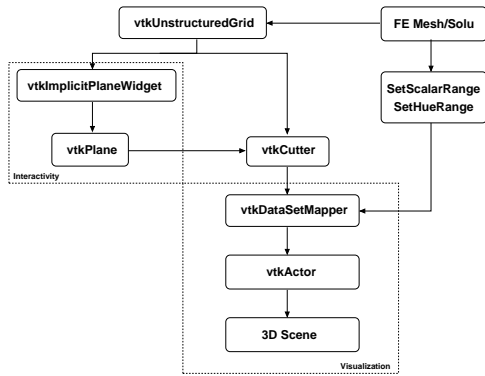 vtkUnstructuredGrid
FE Mesh/Solu
vtkImplicitPlaneWidget
SetScalarRange
SetHueRange
vtkPlane
vtkCutter
Interactivity
vtkDataSetMapper
vtkActor
3D Scene
Visualization